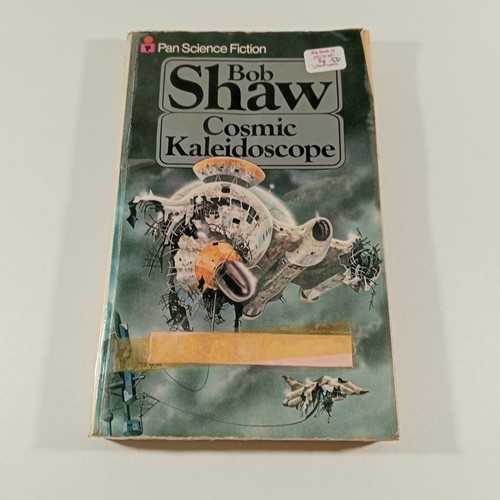 Pan Science Fiction
Bob
Shaw
Cosmic
Kaleidoscope